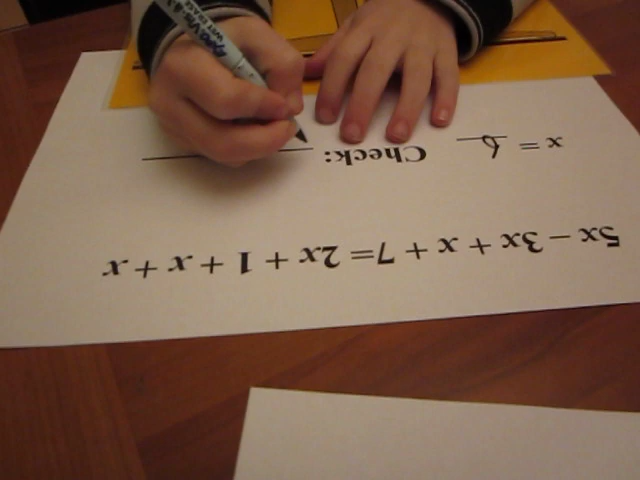 5x − 3x + x + 7 = 2x + 1 + x + x
x = 6 Check: